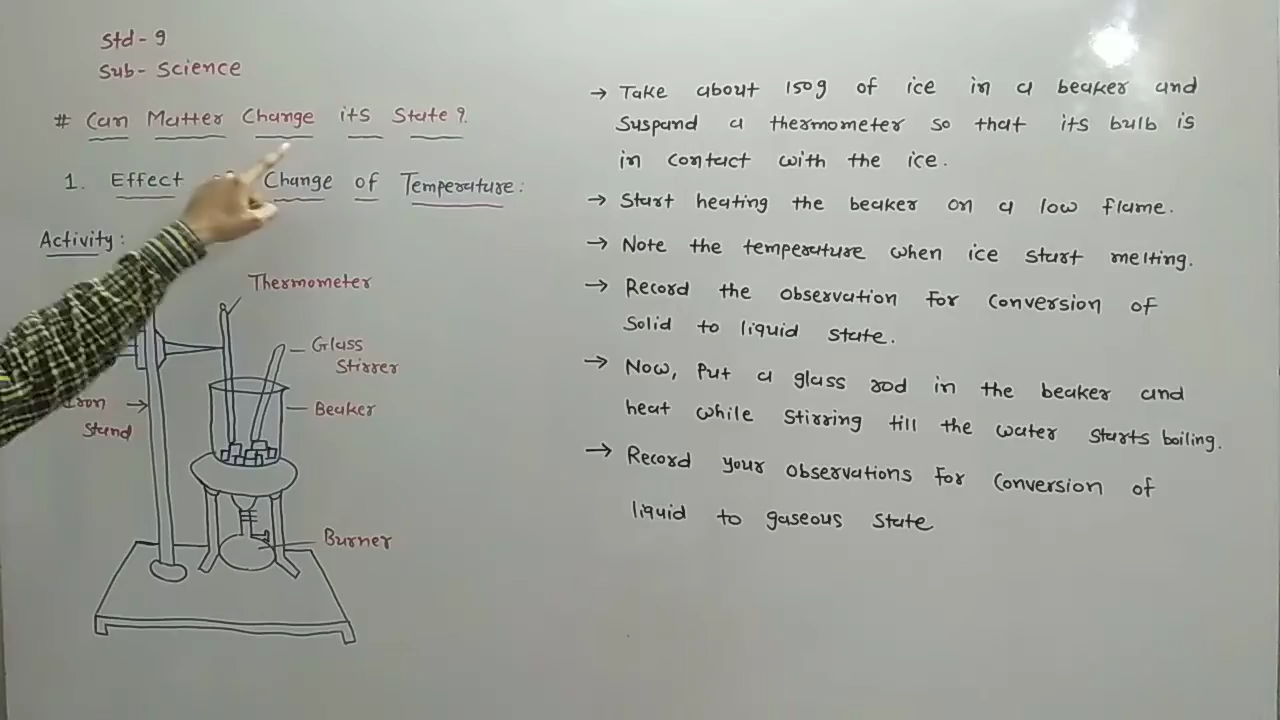 Std- 9
Sub- Science
# Can Matter Change its State ?
1. Effect Change of Temperature:
Activity:
Thermometer
Glass
Stirrer
Iron
Stand
Beaker
Burner
→ Take about 150g of ice in a beaker and
Suspand a thermometer so that its bulb is
in contact with the ice.
→ Start heating the beaker on a low flame.
→ Note the temperature when ice start melting.
→ Record the observation for conversion of
Solid to liquid state.
→ Now, Put a glass rod in the beaker and
heat while Stirring till the water starts boiling.
→ Record your observations for conversion of
liquid to gaseous state